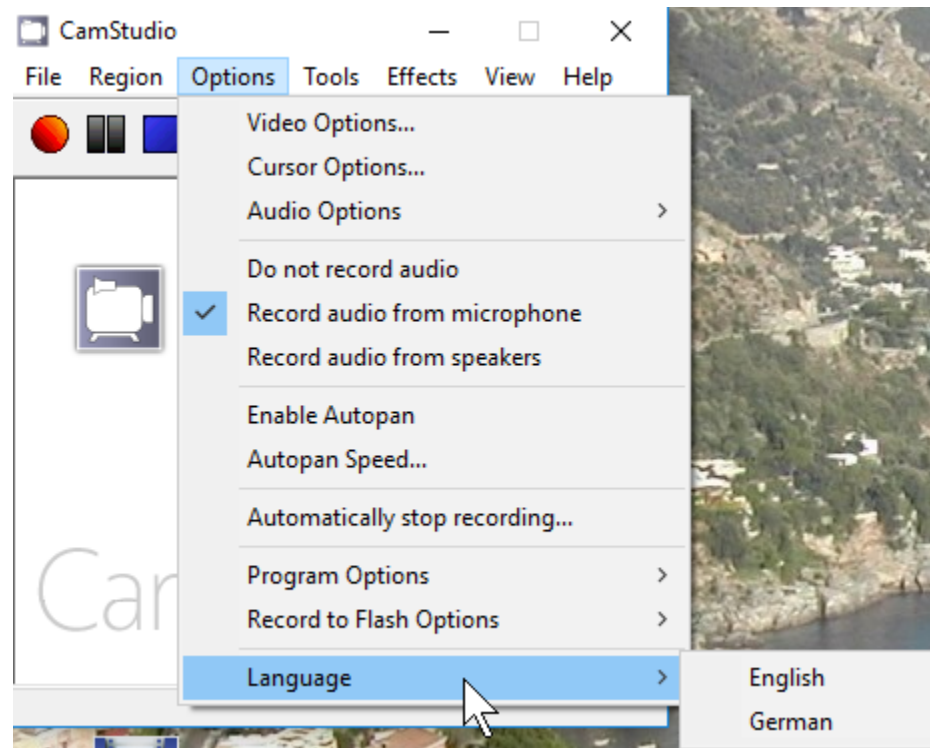 CamStudio
File Region Options Tools Effects View Help
Video Options...
Cursor Options...
Audio Options
Do not record audio
Record audio from microphone
Record audio from speakers
Enable Autopan
Autopan Speed...
Automatically stop recording...
Program Options
Record to Flash Options
Language
English
German